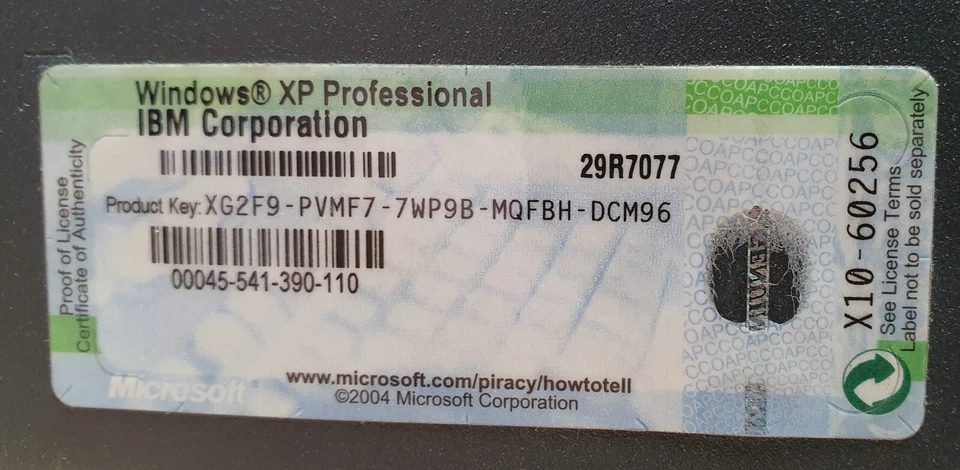 Windows® XP Professional
IBM Corporation
29R7077
Product Key: XG2F9-PVMF7-7WP9B-MQFBH-DCM96
00045-541-390-110
Microsoft®
www.microsoft.com/piracy/howtotell
©2004 Microsoft Corporation
Proof of License
Certificate of Authenticity
X10-60256
See License Terms
Label not to be sold separately